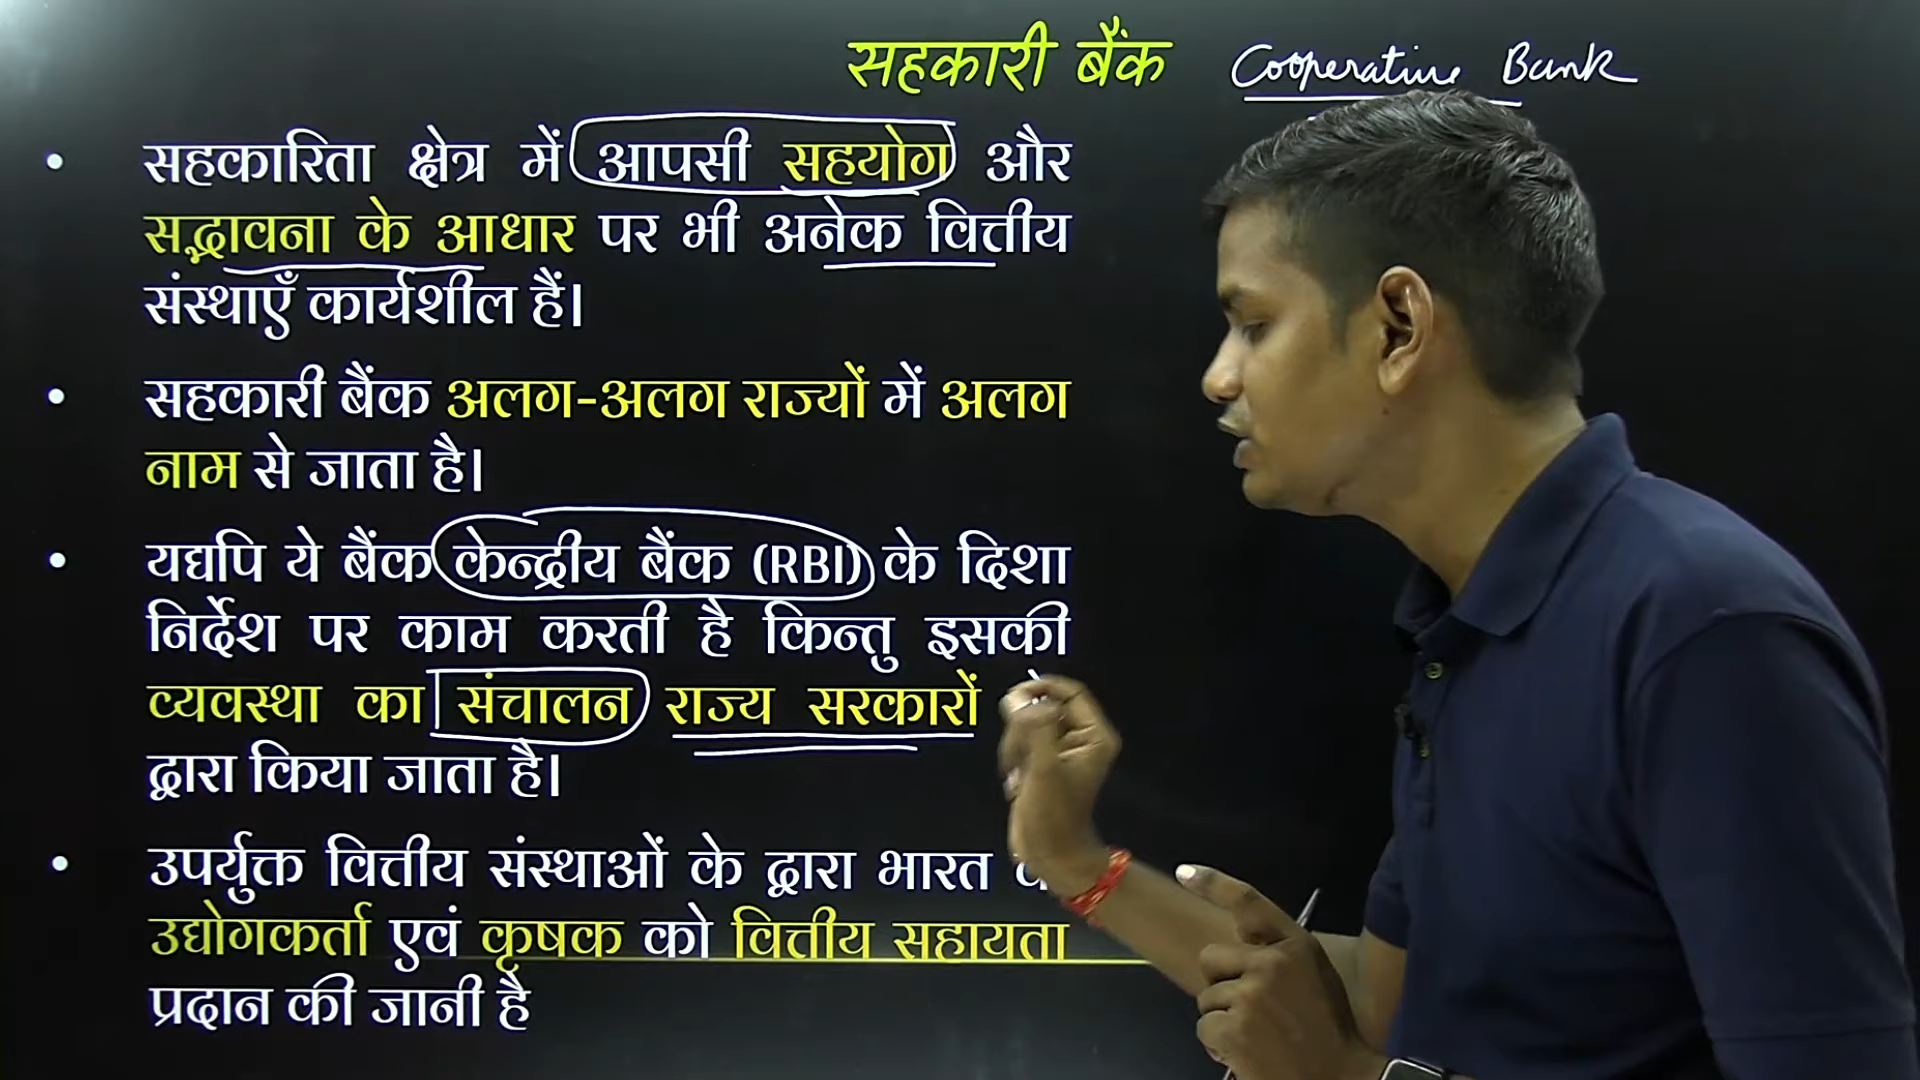 सहकारी बैंक Cooperative Bank
• सहकारिता क्षेत्र में आपसी सहयोग और
सद्भावना के आधार पर भी अनेक वित्तीय
संस्थाएँ कार्यशील हैं।
• सहकारी बैंक अलग-अलग राज्यों में अलग
नाम से जाता है।
• यद्यपि ये बैंक केन्द्रीय बैंक (RBI) के दिशा
निर्देश पर काम करती है किन्तु इसकी
व्यवस्था का संचालन राज्य सरकारों
द्वारा किया जाता है।
• उपर्युक्त वित्तीय संस्थाओं के द्वारा भारत
उद्योगकर्ता एवं कृषक को वित्तीय सहायता
प्रदान की जानी है